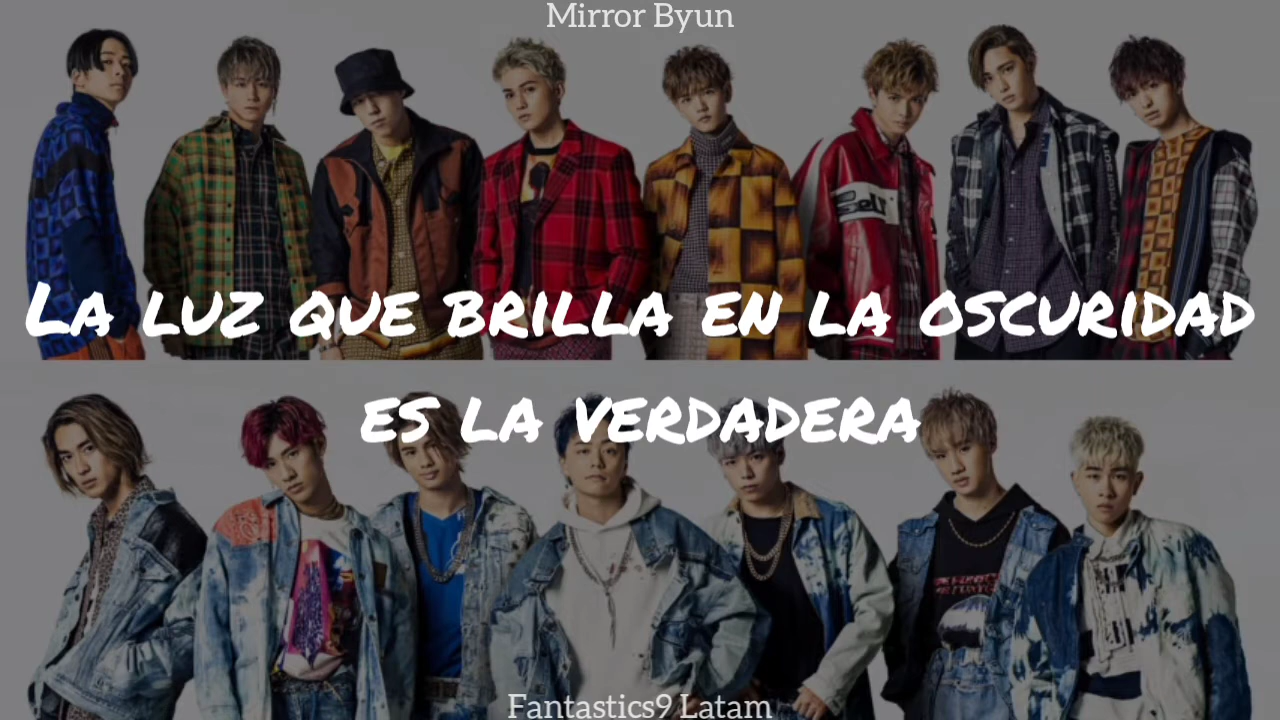 Mirror Byun
La luz que brilla en la oscuridad
es la verdadera
Fantastics9 Latam